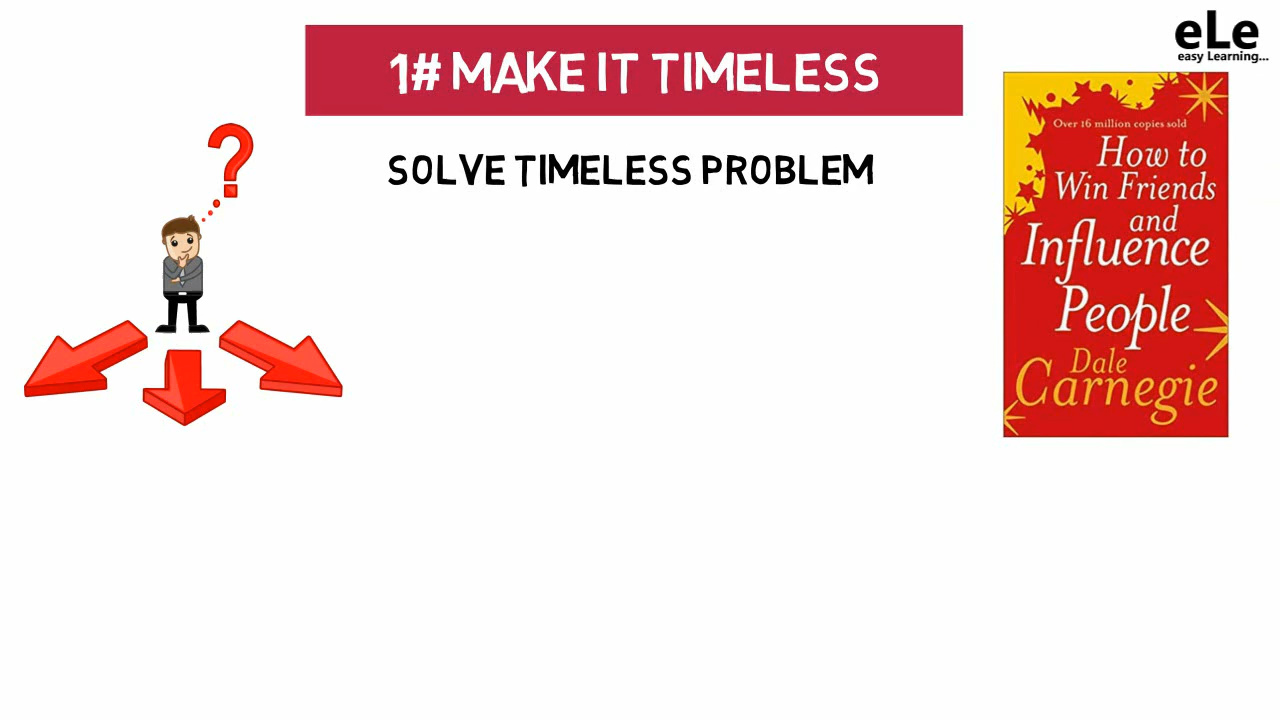 1# MAKE IT TIMELESS
SOLVE TIMELESS PROBLEM
?
eLe
easy Learning...
Over 16 million copies sold
How to
Win Friends
and
Influence
People
Dale
Carnegie